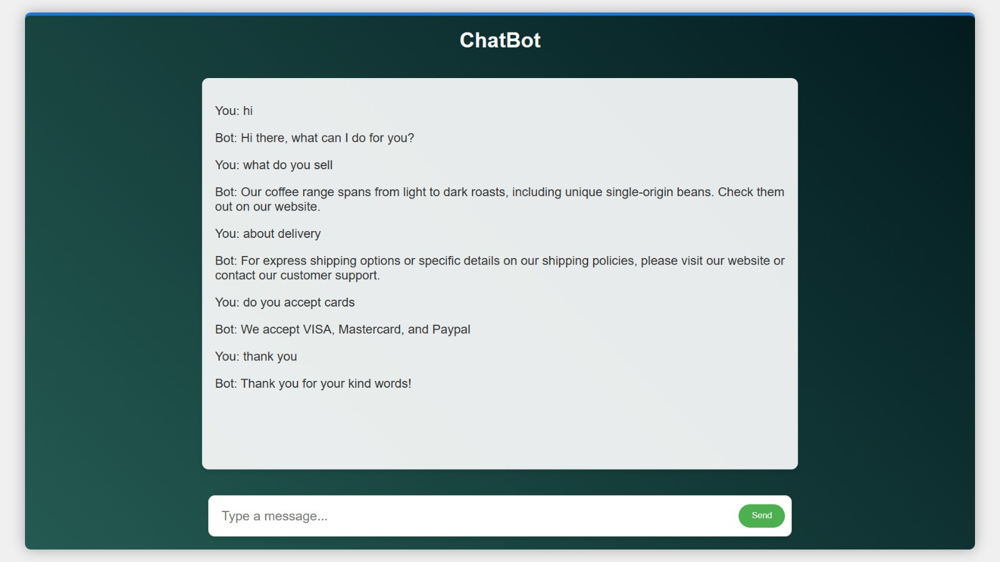 ChatBot
You: hi
Bot: Hi there, what can I do for you?
You: what do you sell
Bot: Our coffee range spans from light to dark roasts, including unique single-origin beans. Check them
out on our website.
You: about delivery
Bot: For express shipping options or specific details on our shipping policies, please visit our website or
contact our customer support.
You: do you accept cards
Bot: We accept VISA, Mastercard, and Paypal
You: thank you
Bot: Thank you for your kind words!
Type a message...
Send